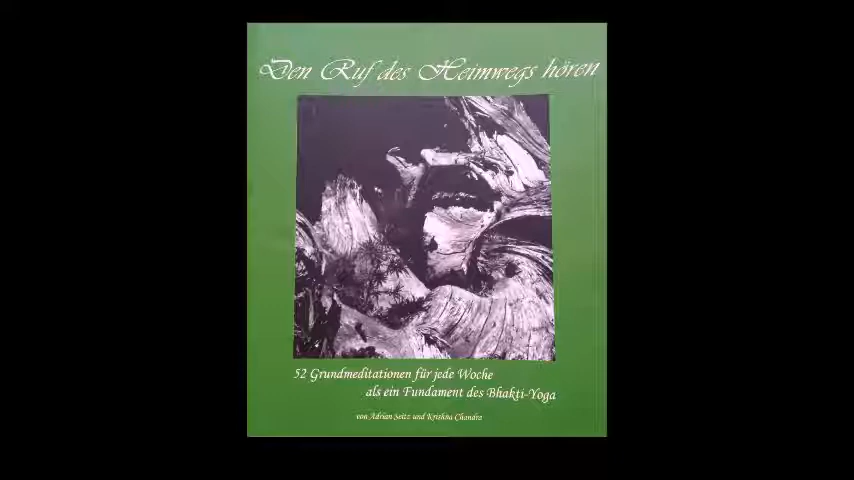 Den Ruf des Heimwegs hören
52 Grundmeditationen für jede Woche
als ein Fundament des Bhakti-Yoga
von Adrian Seitz und Krishna Chandra